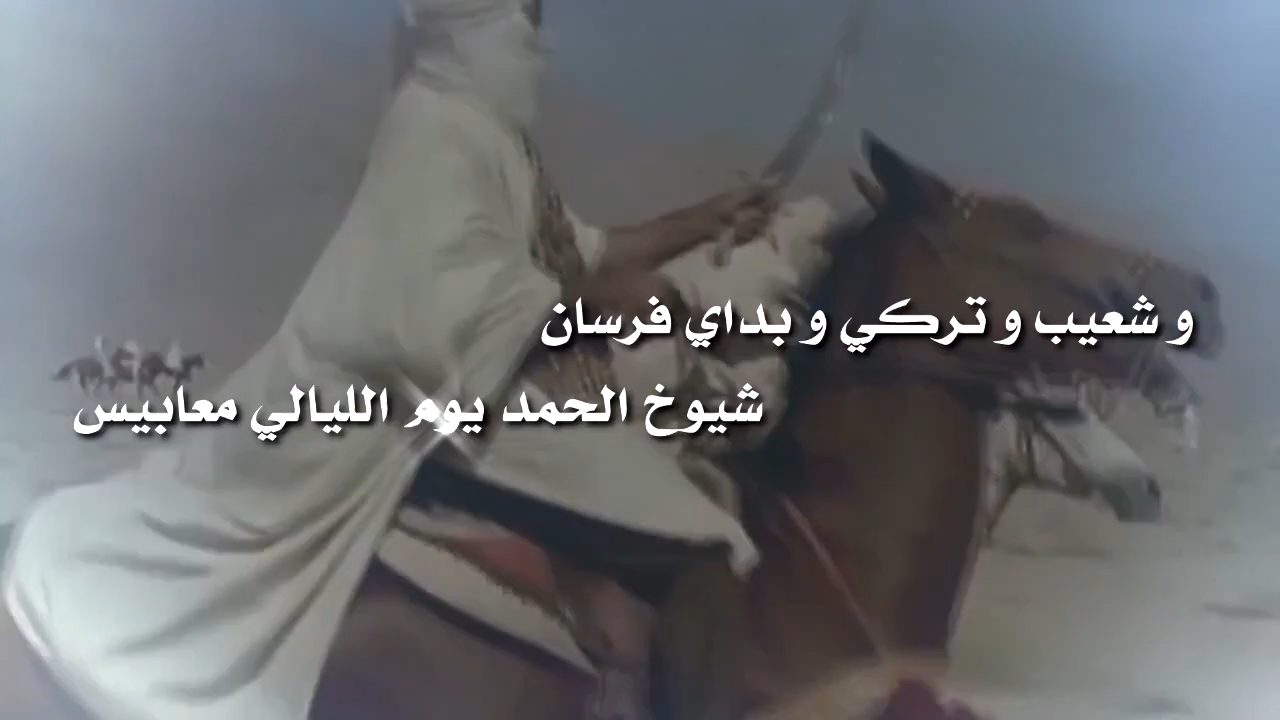 و شعيب و تركي و بداي فرسان
شيوخ الحمد يوم الليالي معابيس